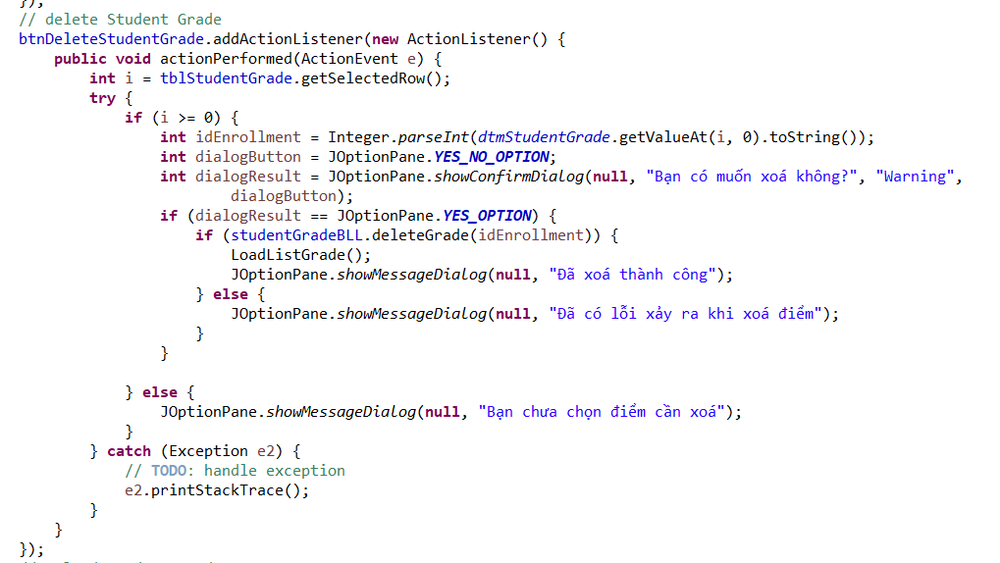 });
// delete Student Grade
btnDeleteStudentGrade.addActionListener(new ActionListener() {
    public void actionPerformed(ActionEvent e) {
        int i = tblStudentGrade.getSelectedRow();
        try {
            if (i >= 0) {
                int idEnrollment = Integer.parseInt(dtmStudentGrade.getValueAt(i, 0).toString());
                int dialogButton = JOptionPane.YES_NO_OPTION;
                int dialogResult = JOptionPane.showConfirmDialog(null, "Bạn có muốn xoá không?", "Warning",
                        dialogButton);
                if (dialogResult == JOptionPane.YES_OPTION) {
                    if (studentGradeBLL.deleteGrade(idEnrollment)) {
                        LoadListGrade();
                        JOptionPane.showMessageDialog(null, "Đã xoá thành công");
                    } else {
                        JOptionPane.showMessageDialog(null, "Đã có lỗi xảy ra khi xoá điểm");
                    }
                }

            } else {
                JOptionPane.showMessageDialog(null, "Bạn chưa chọn điểm cần xoá");
            }
        } catch (Exception e2) {
            // TODO: handle exception
            e2.printStackTrace();
        }
    }
});